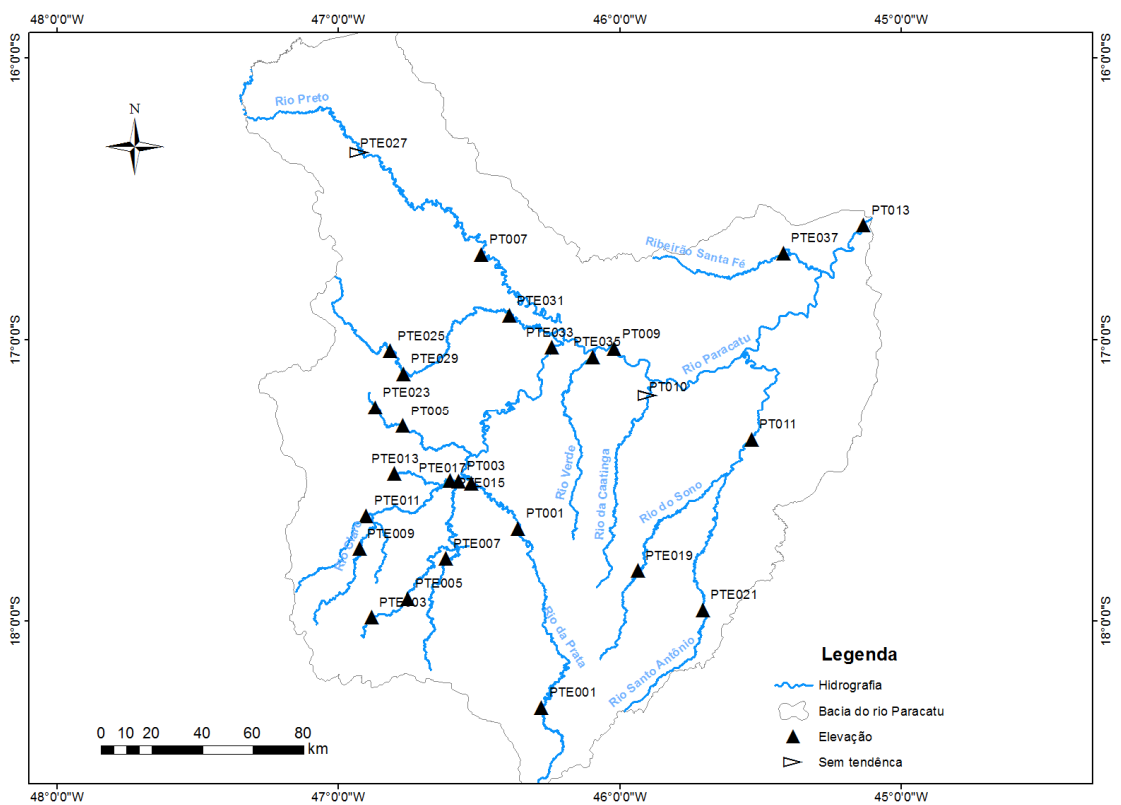 48°0'0"W
47°0'0"W
46°0'0"W
45°0'0"W
16°0'0"S
16°0'0"S
N
Rio Preto
PTE027
PT013
PT007
Ribeirão Santa Fé
PTE037
PTE031
17°0'0"S
17°0'0"S
PTE025
PTE033
PTE035
PT009
PTE029
Rio Paracatu
PT010
PTE023
PT005
PT011
PTE013
PTE017
PT003
PTE015
Rio Verde
Rio da Caatinga
Rio do Sono
PTE011
PT001
Rio Claro
PTE009
PTE007
PTE019
PTE005
PTE003
PTE021
18°0'0"S
18°0'0"S
Rio da Prata
Rio Santo Antônio
PTE001
Legenda
Hidrografia
Bacia do rio Paracatu
Elevação
Sem tendênca
0 10 20 40 60 80
km
48°0'0"W
47°0'0"W
46°0'0"W
45°0'0"W